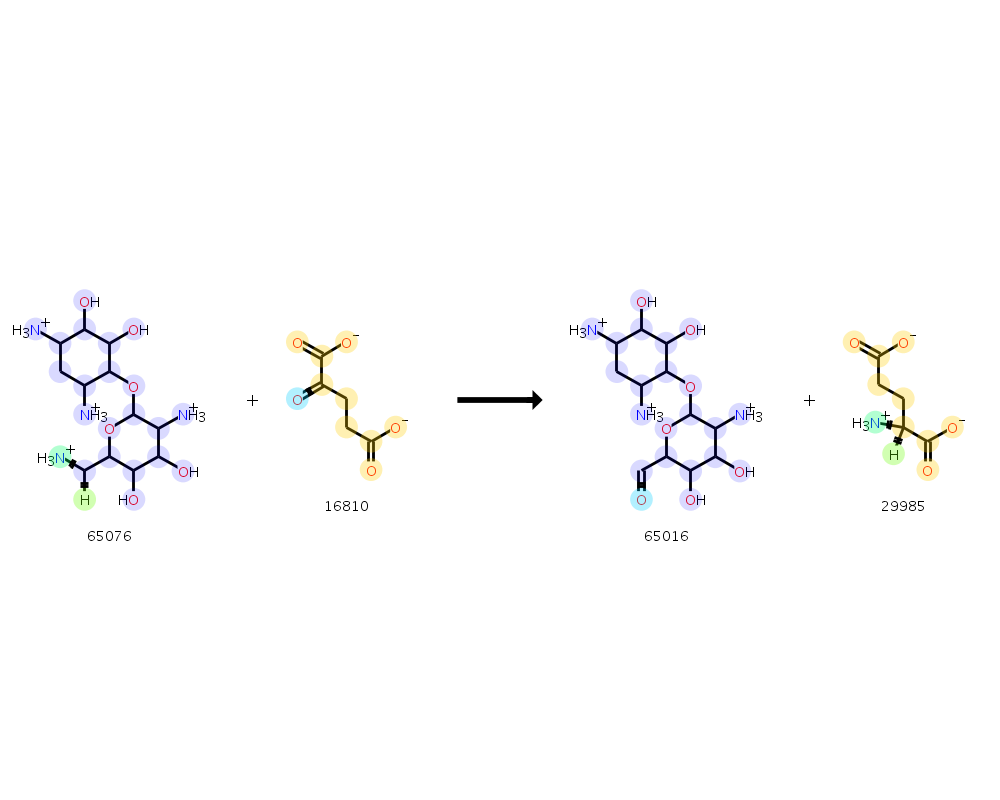 OH
H3N+
OH
O
NH3+
NH3+
O
H3N+
OH
H
HO
65076
+
O
O−
O
O−
O
16810
+
OH
H3N+
OH
O
NH3+
NH3+
O
OH
O
OH
65016
+
O
O−
H3N+
O−
H
O
29985